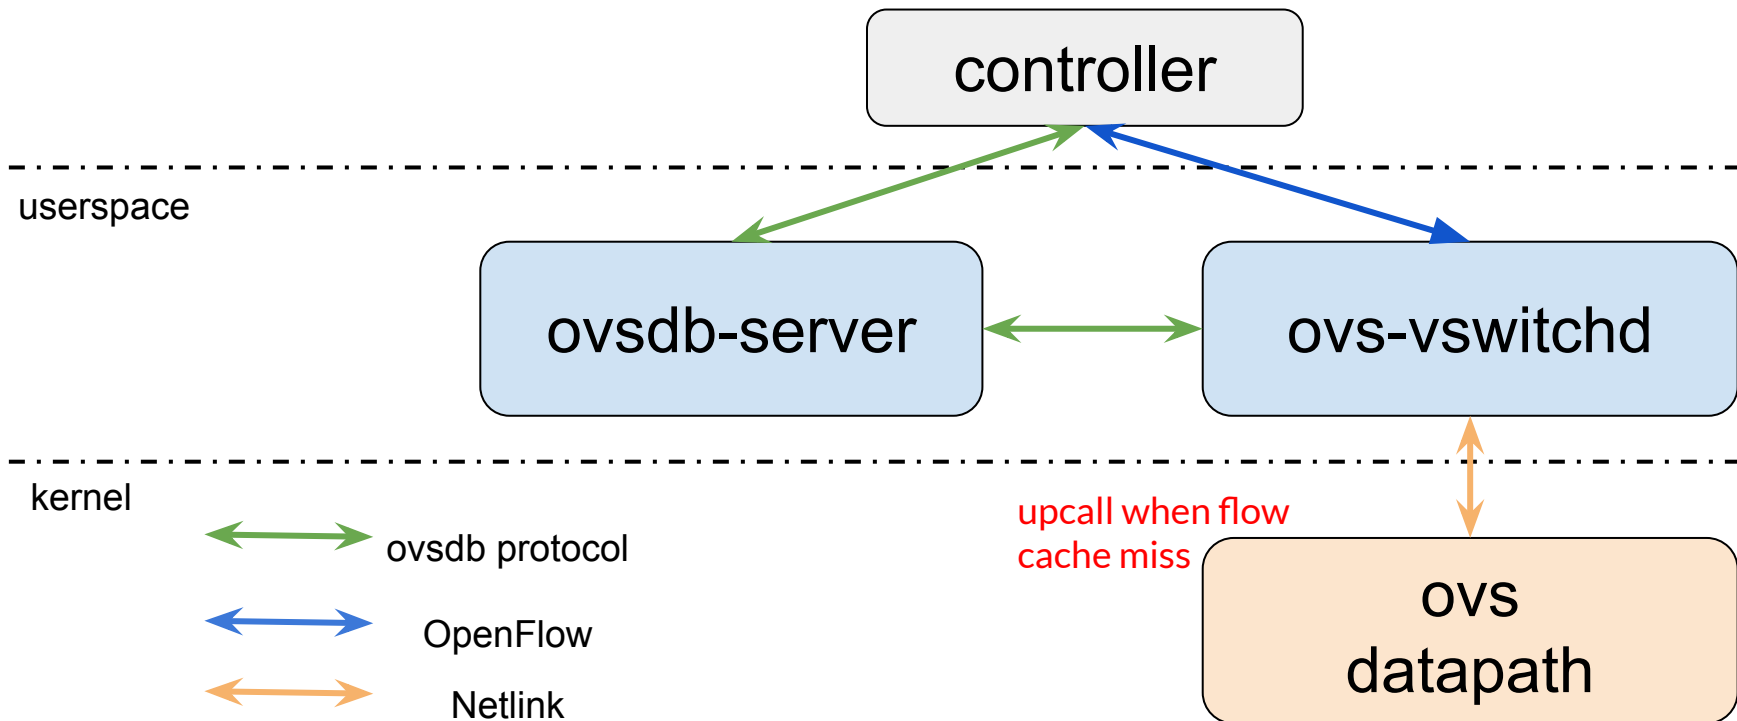 controller
userspace
ovsdb-server
ovs-vswitchd
kernel
upcall when flow
cache miss
ovsdb protocol
OpenFlow
Netlink
ovs
datapath